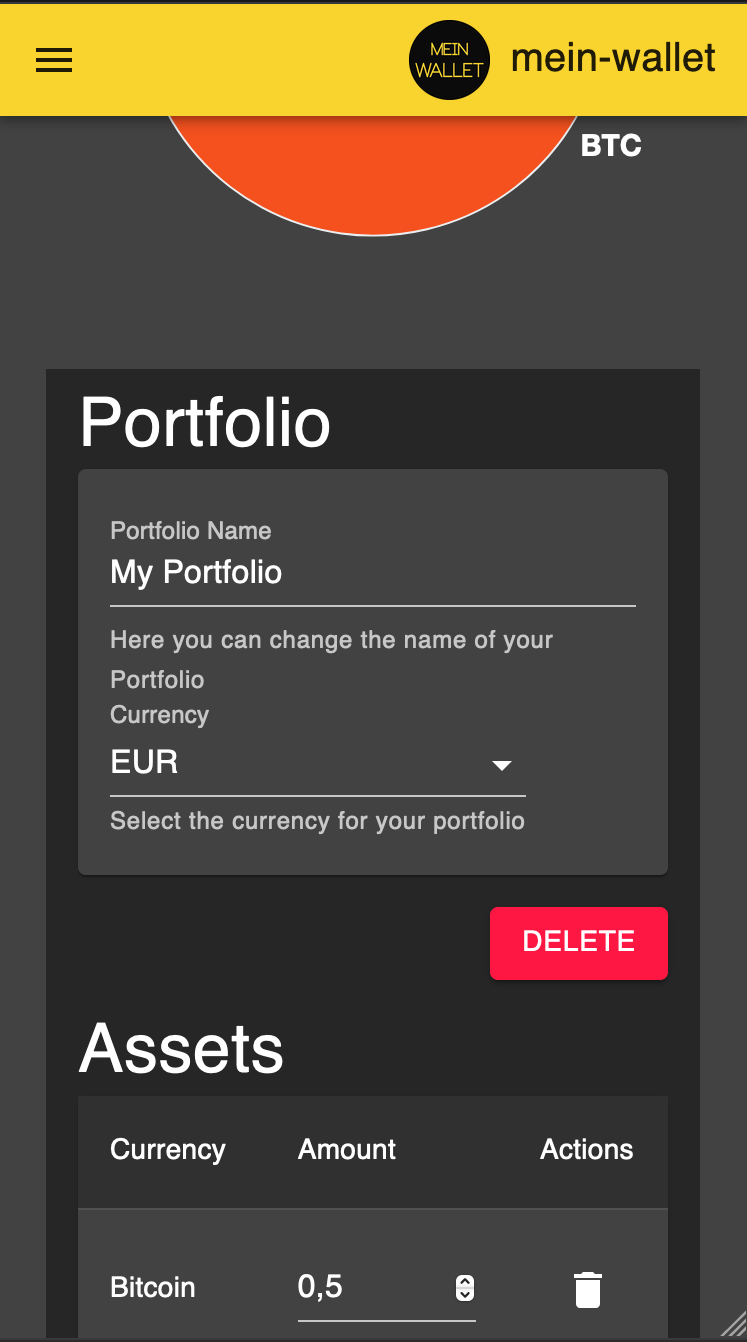 MEIN
WALLET
mein-wallet
BTC
Portfolio
Portfolio Name
My Portfolio
Here you can change the name of your
Portfolio
Currency
EUR
Select the currency for your portfolio
DELETE
Assets
Currency Amount Actions
Bitcoin 0,5